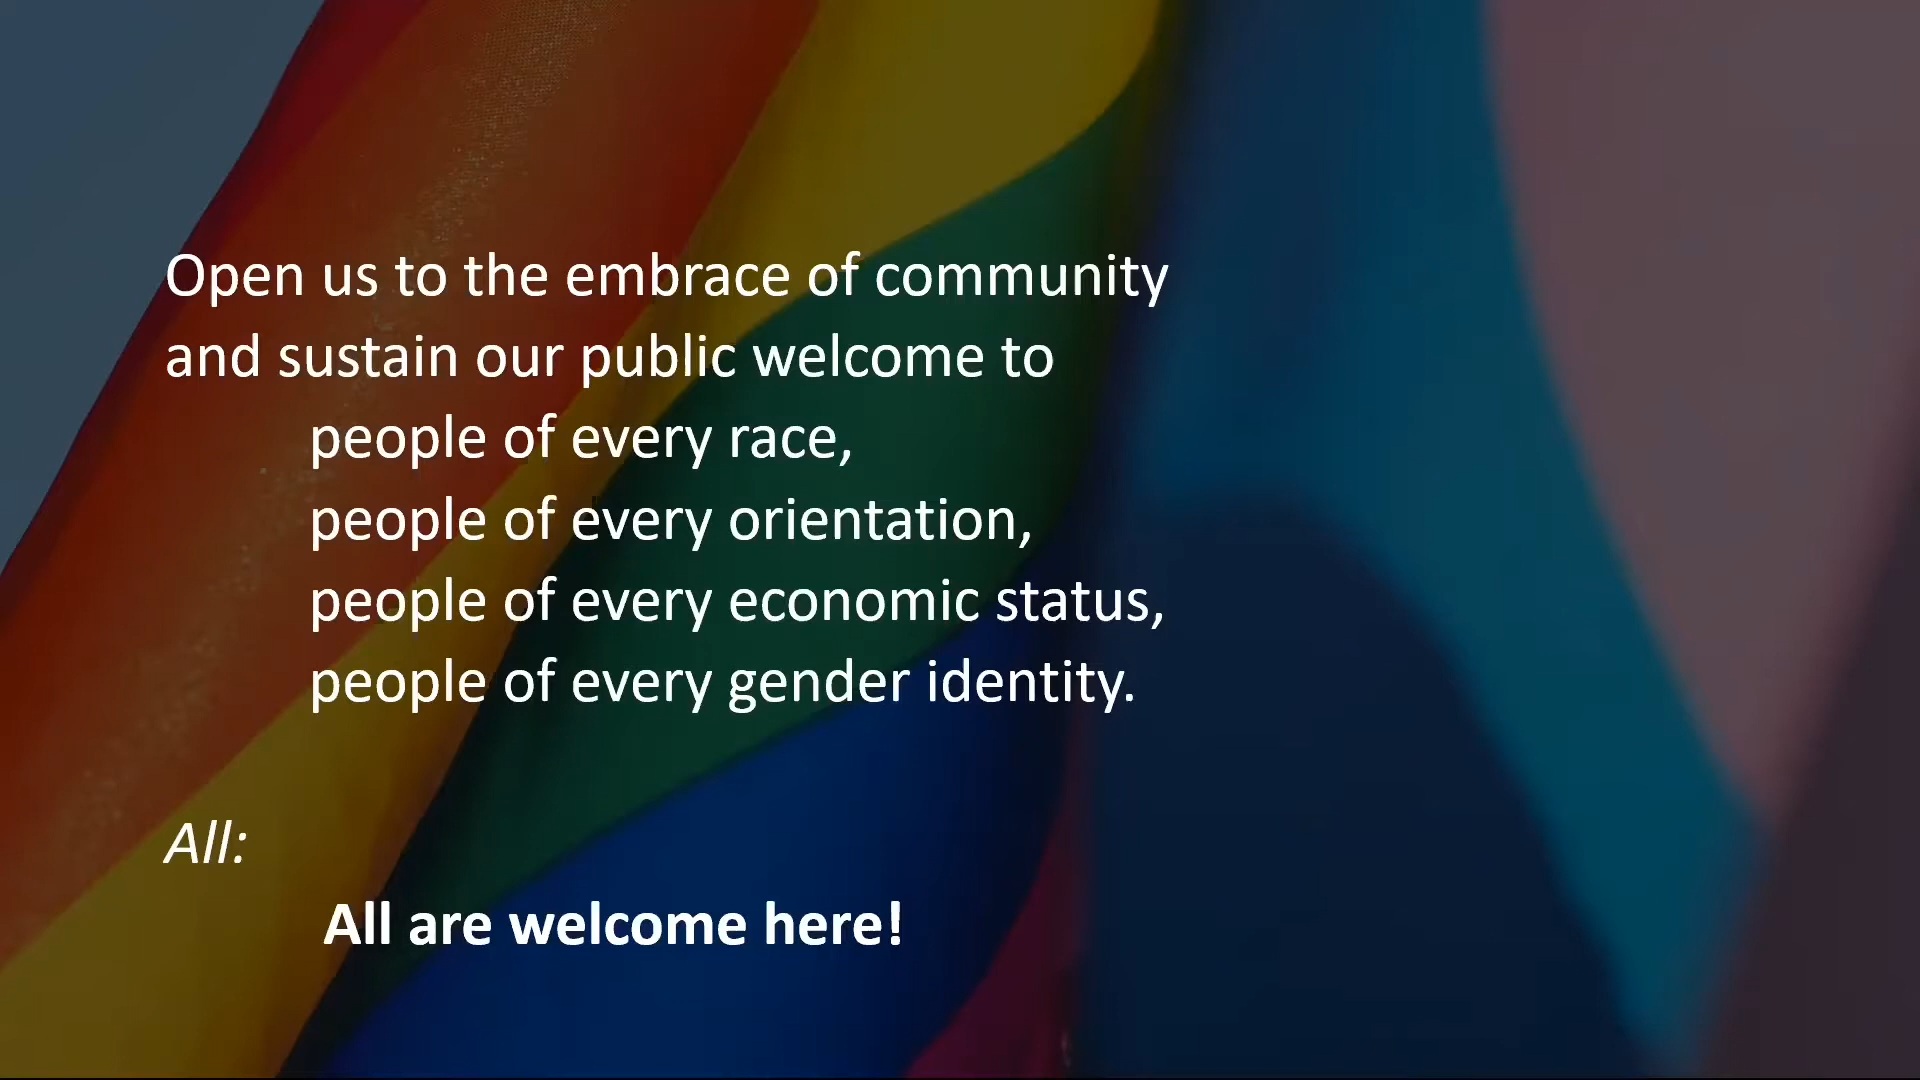 Open us to the embrace of community
and sustain our public welcome to
people of every race,
people of every orientation,
people of every economic status,
people of every gender identity.
All:
All are welcome here!